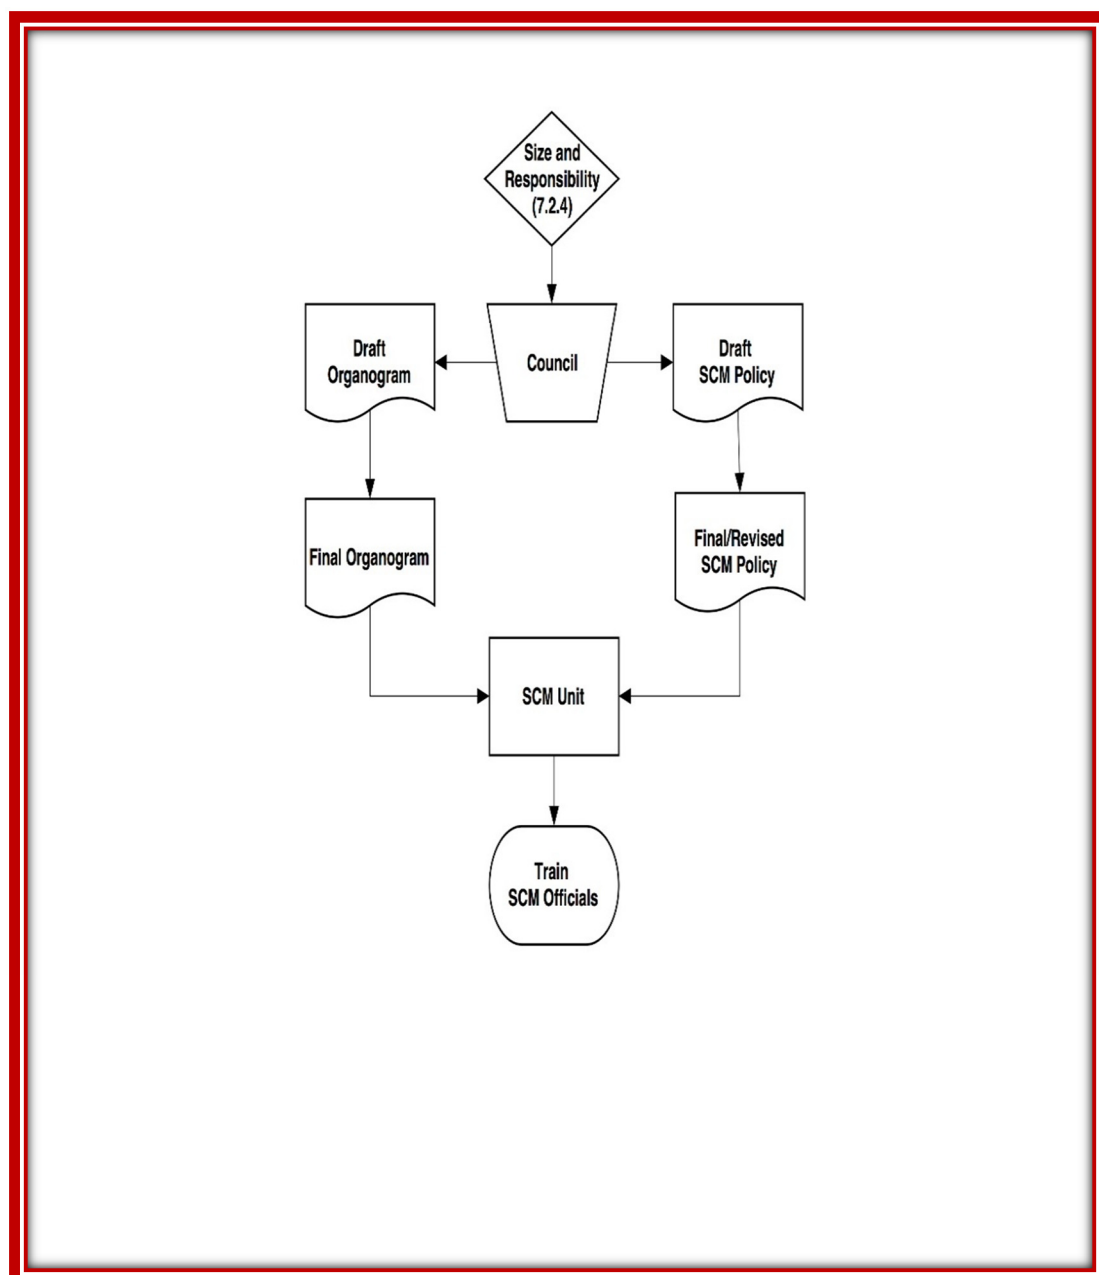 Size and
Responsibility
(7.2.4)
Draft
Organogram
Council
Draft
SCM Policy
Final Organogram
Final/Revised
SCM Policy
SCM Unit
Train
SCM Officials